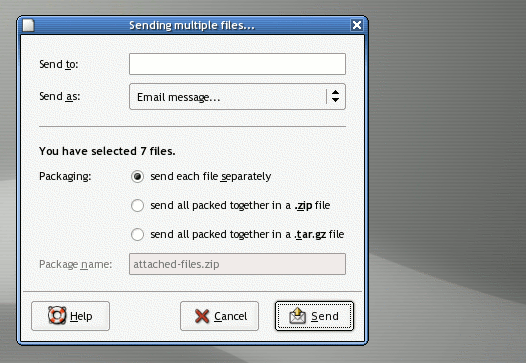 Sending multiple files...
Send to:
Send as: Email message...
You have selected 7 files.
Packaging: send each file separately
send all packed together in a .zip file
send all packed together in a .tar.gz file
Package name: attached-files.zip
Help Cancel Send